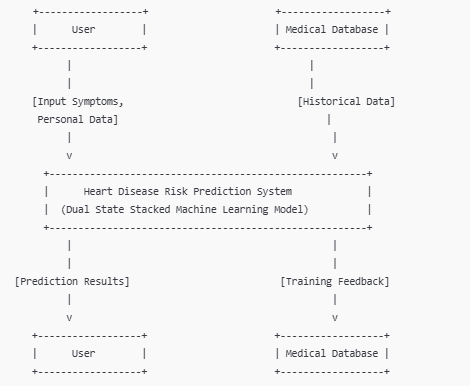 +------------------+ +------------------+
| User | | Medical Database |
+------------------+ +------------------+
| |
| |
[Input Symptoms, [Historical Data]
Personal Data] |
| |
v v
+-------------------------------------------------------+
| Heart Disease Risk Prediction System |
| (Dual State Stacked Machine Learning Model) |
+-------------------------------------------------------+
| |
| |
[Prediction Results] [Training Feedback]
| |
v v
+------------------+ +------------------+
| User | | Medical Database |
+------------------+ +------------------+